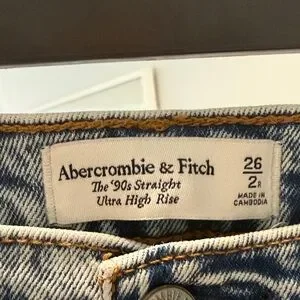 Abercrombie & Fitch
The '90s Straight
Ultra High Rise
26
2R
MADE IN
CAMBODIA